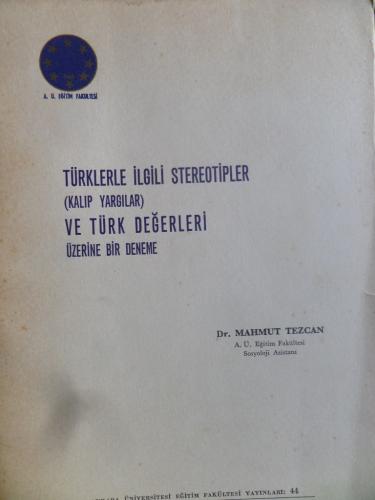 A. Ü. EĞİTİM FAKÜLTESİ
TÜRKLERLE İLGİLİ STEREOTİPLER
(KALIP YARGILAR)
VE TÜRK DEĞERLERİ
ÜZERİNE BİR DENEME
Dr. MAHMUT TEZCAN
A. Ü. Eğitim Fakültesi
Sosyoloji Asistanı
ÜNİVERSİTESİ EĞİTİM FAKÜLTESİ YAYINLARI: 44